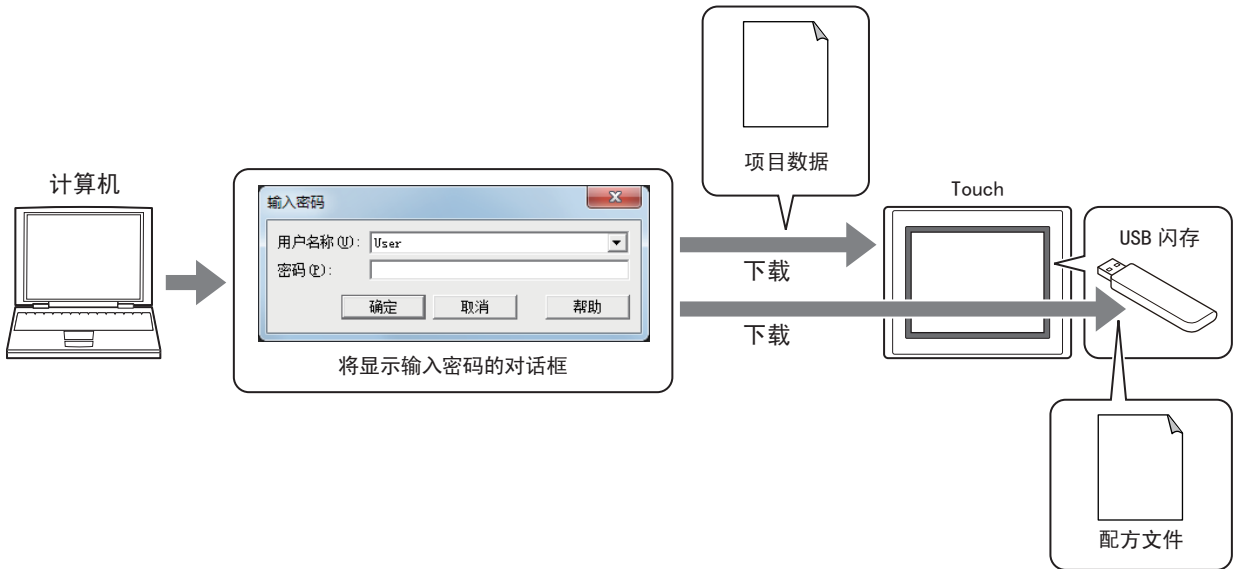 项目数据
计算机
Touch
输入密码
用户名称(U): User
密码(P):
确定 取消 帮助
将显示输入密码的对话框
下载
下载
USB 闪存
配方文件